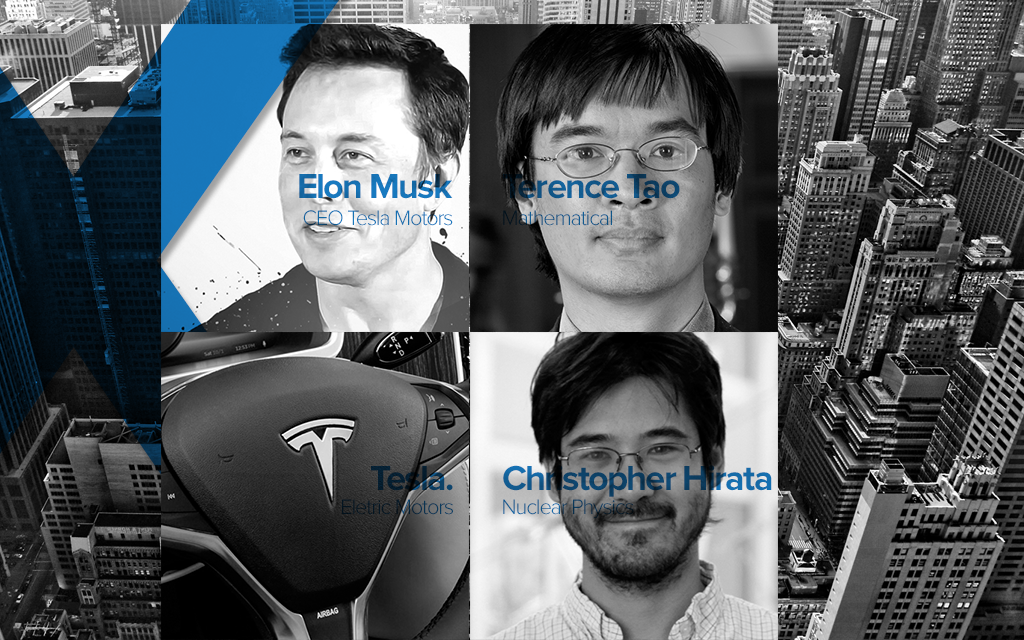 Elon Musk
CEO Tesla Motors
Terence Tao
Mathematical
R N D P
Tesla.
Eletric Motors
AIRBAG
Christopher Hirata
Nuclear Physics